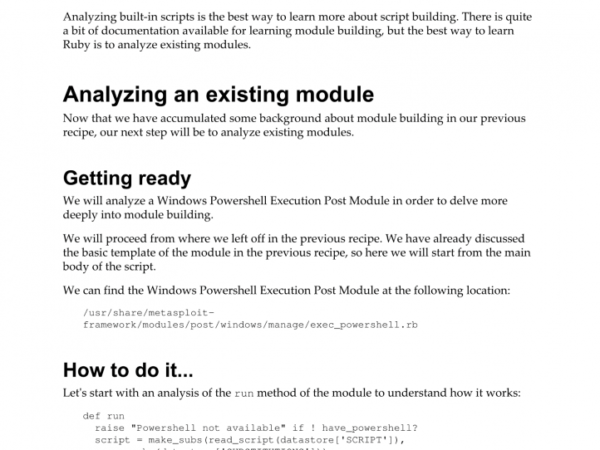 Analyzing built-in scripts is the best way to learn more about script building. There is quite
a bit of documentation available for learning module building, but the best way to learn
Ruby is to analyze existing modules.
Analyzing an existing module
Now that we have accumulated some background about module building in our previous
recipe, our next step will be to analyze existing modules.
Getting ready
We will analyze a Windows Powershell Execution Post Module in order to delve more
deeply into module building.
We will proceed from where we left off in the previous recipe. We have already discussed
the basic template of the module in the previous recipe, so here we will start from the main
body of the script.
We can find the Windows Powershell Execution Post Module at the following location:
/usr/share/metasploit-
framework/modules/post/windows/manage/exec_powershell.rb
How to do it...
Let's start with an analysis of the run method of the module to understand how it works:
def run
raise "Powershell not available" if ! have_powershell?
script = make_subs(read_script(datastore['SCRIPT']),